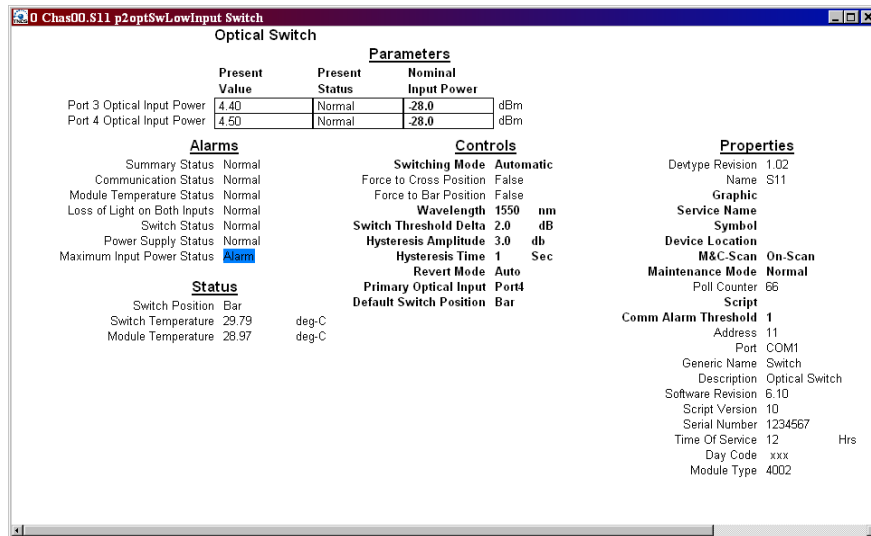 0 Chas00.S11 p2optSwLowInput Switch
Optical Switch
Parameters
Present Present Nominal
Value Status Input Power
Port 3 Optical Input Power 4.40 Normal -28.0 dBm
Port 4 Optical Input Power 4.50 Normal -28.0 dBm
Alarms
Summary Status Normal
Communication Status Normal
Module Temperature Status Normal
Loss of Light on Both Inputs Normal
Switch Status Normal
Power Supply Status Normal
Maximum Input Power Status Alarm
Status
Switch Position Bar
Switch Temperature 29.79 deg-C
Module Temperature 28.97 deg-C
Controls
Switching Mode Automatic
Force to Cross Position False
Force to Bar Position False
Wavelength 1550 nm
Switch Threshold Delta 2.0 dB
Hysteresis Amplitude 3.0 db
Hysteresis Time 1 Sec
Revert Mode Auto
Primary Optical Input Port4
Default Switch Position Bar
Properties
Devtype Revision 1.02
Name S11
Graphic
Service Name
Symbol
Device Location
M&C-Scan On-Scan
Maintenance Mode Normal
Poll Counter 66
Script
Comm Alarm Threshold 1
Address 11
Port COM1
Generic Name Switch
Description Optical Switch
Software Revision 6.10
Script Version 10
Serial Number 1234567
Time Of Service 12 Hrs
Day Code xxx
Module Type 4002